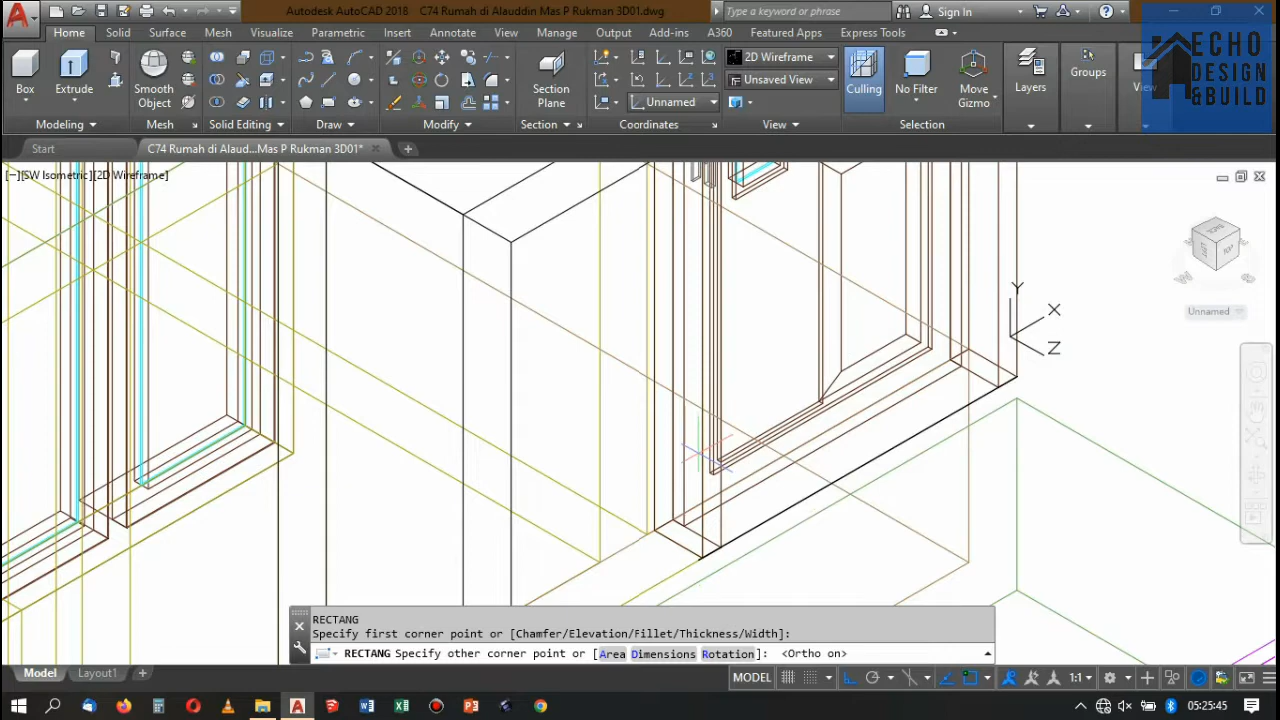 Autodesk AutoCAD 2018 C74 Rumah di Alauddin Mas P Rukman 3D01.dwg
Type a keyword or phrase
Sign In
Home Solid Surface Mesh Visualize Parametric Insert Annotate View Manage Output Add-ins A360 Featured Apps Express Tools
Box Extrude Smooth Object Section Plane
2D Wireframe
Unsaved View
Unnamed
Culling No Filter Move Gizmo Layers Groups View
ECHO
DESIGN
&BUILD
Modeling Mesh Solid Editing Draw Modify Section Coordinates View Selection
Start
C74 Rumah di Alaud...Mas P Rukman 3D01*
[−][SW Isometric][2D Wireframe]
TOP
Unnamed
Y
X
Z
RECTANG
Specify first corner point or [Chamfer/Elevation/Fillet/Thickness/Width]:
RECTANG Specify other corner point or [Area Dimensions Rotation]: <Ortho on>
Model Layout1
MODEL
1:1
05:25:45